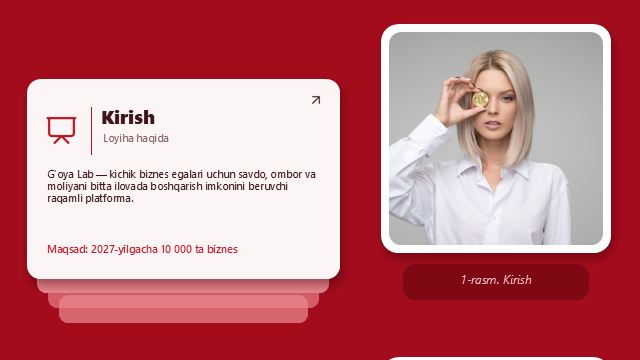 Kirish
Loyiha haqida
G'oya Lab — kichik biznes egalari uchun savdo, ombor va
moliyani bitta ilovada boshqarish imkonini beruvchi
raqamli platforma.
Maqsad: 2027-yilgacha 10 000 ta biznes
1-rasm. Kirish